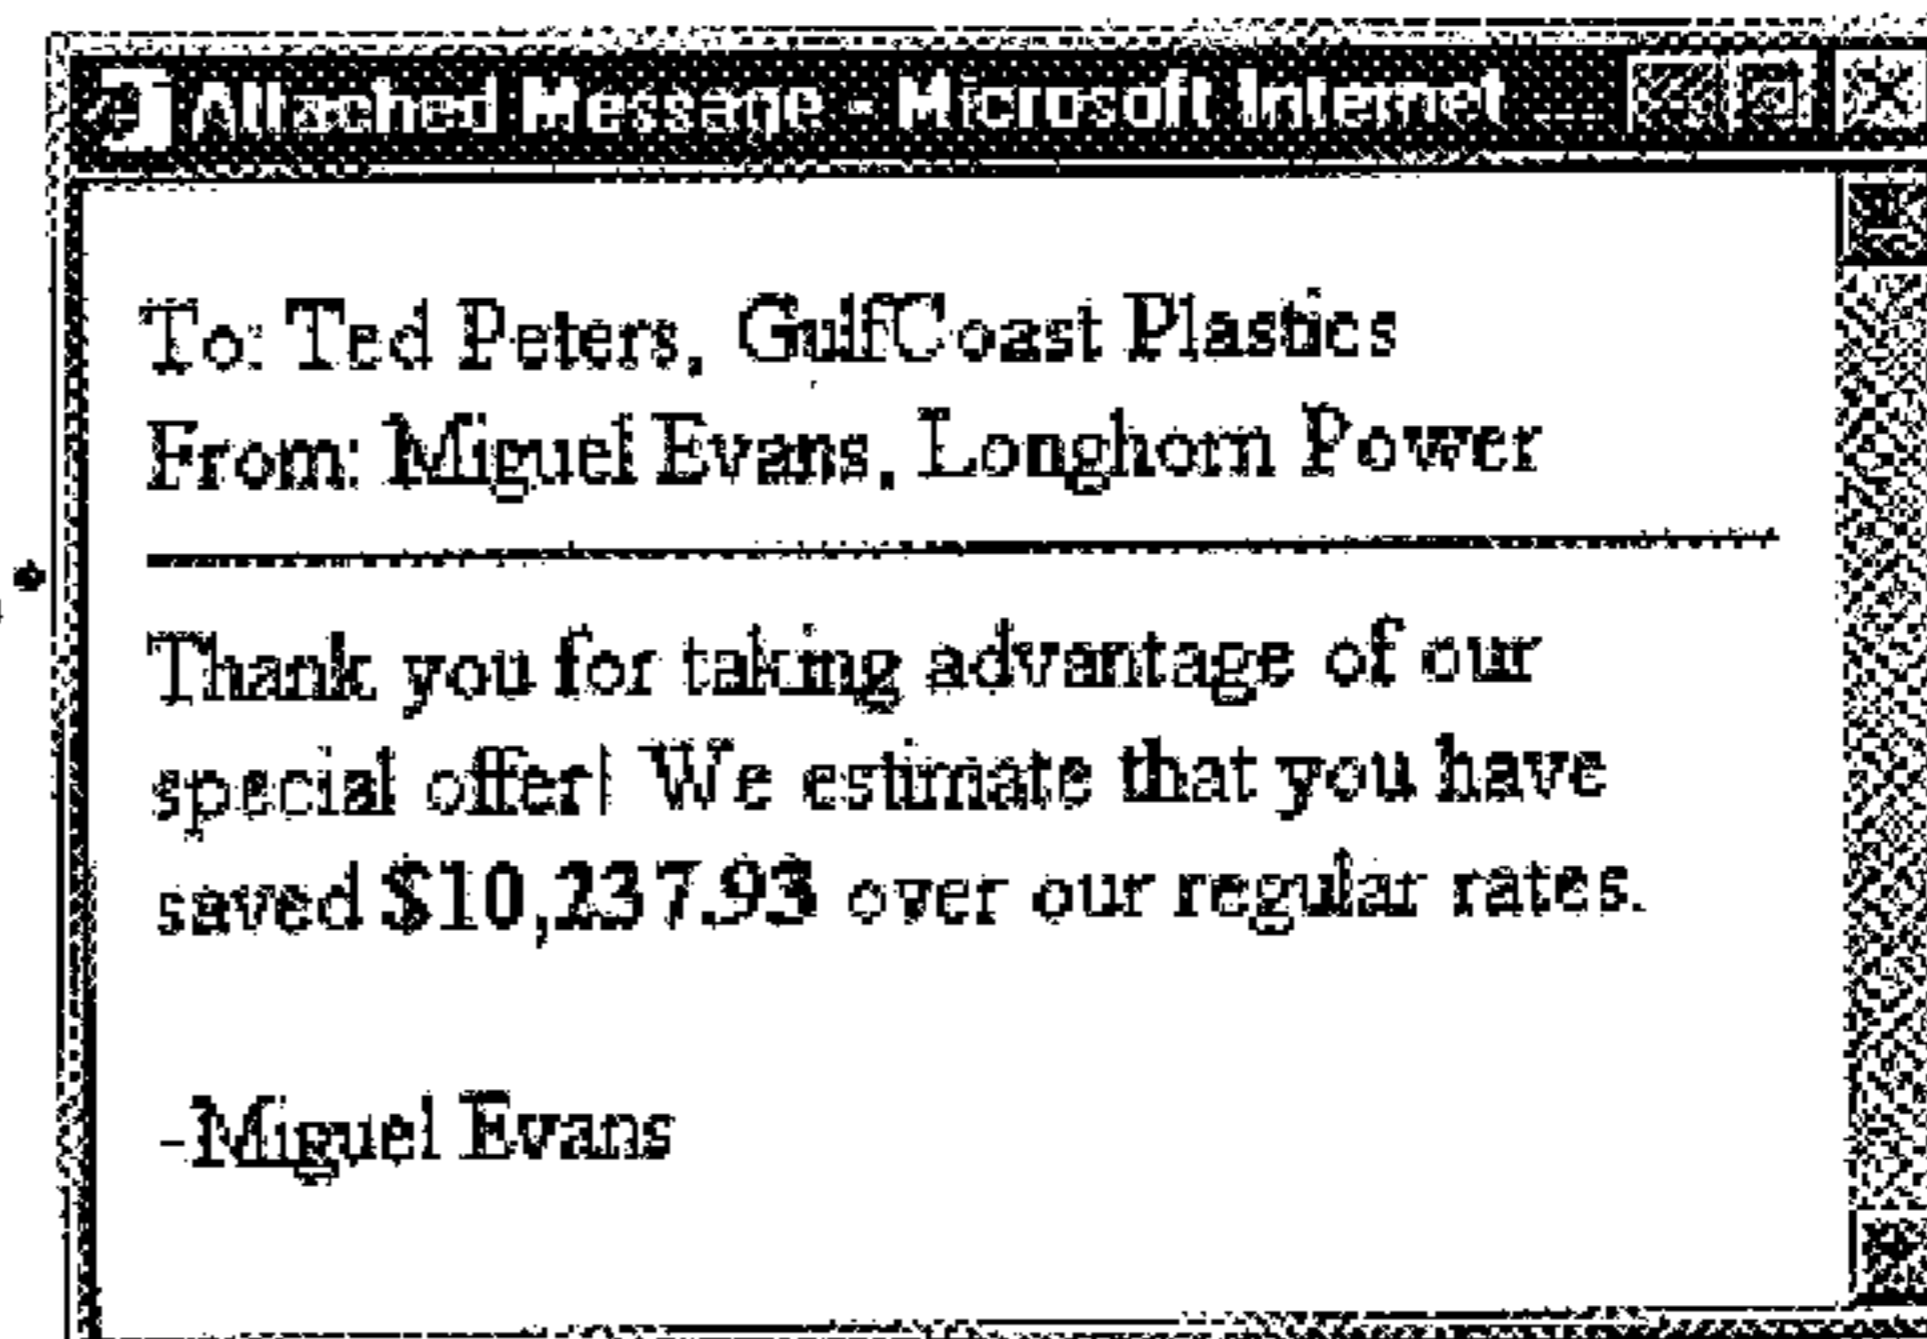 Attached Message - Microsoft Internet ...
To: Ted Peters, GulfCoast Plastics
From: Miguel Evans, Longhorn Power
Thank you for taking advantage of our
special offer! We estimate that you have
saved $10,237.93 over our regular rates.
-Miguel Evans